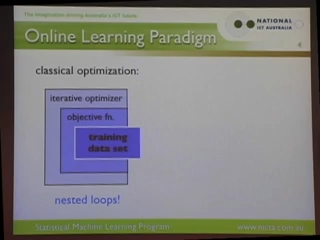 The imagination driving Australia's ICT future.
NATIONAL
ICT AUSTRALIA
Online Learning Paradigm
classical optimization:
iterative optimizer
objective fn.
training
data set
nested loops!
Statistical Machine Learning Program
www.nicta.com.au